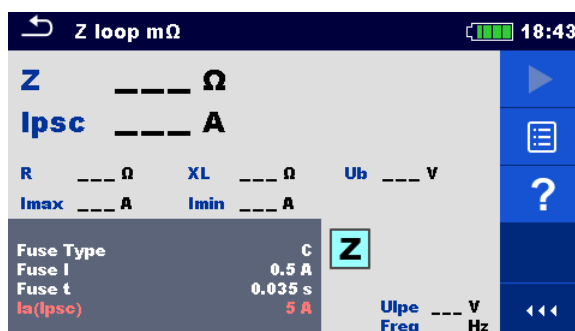 Z loop mΩ 18:43
Z ___ Ω
Ipsc ___ A
R ___ Ω XL ___ Ω Ub ___ V
Imax ___ A Imin ___ A
Fuse Type C
Fuse I 0.5 A
Fuse t 0.035 s
Ia(Ipsc) 5 A
Z
Ulpe ___ V
Freq Hz
?